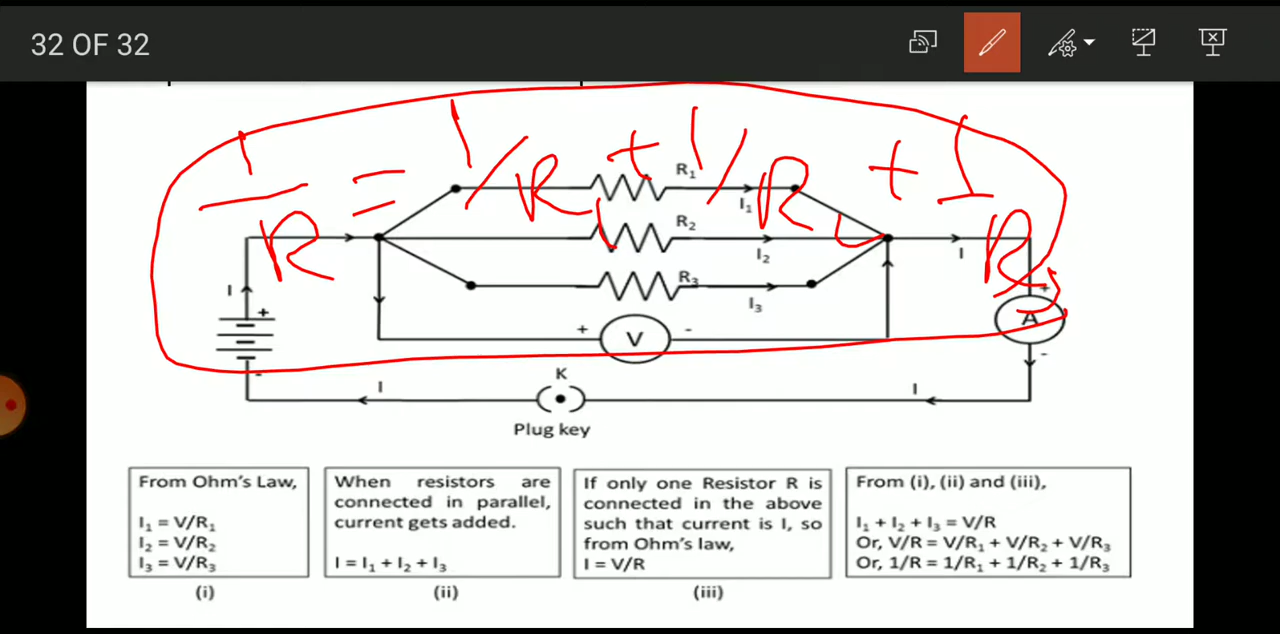 32 OF 32
1/R = 1/R1 + 1/R2 + 1/R3
R₁
I₁
R₂
I₂
R₃
I₃
I
I
+
-
+
V
-
+
A
-
K
I
I
Plug key
From Ohm's Law,
I₁ = V/R₁
I₂ = V/R₂
I₃ = V/R₃
(i)
When resistors are
connected in parallel,
current gets added.
I = I₁ + I₂ + I₃
(ii)
If only one Resistor R is
connected in the above
such that current is I, so
from Ohm's law,
I = V/R
(iii)
From (i), (ii) and (iii),
I₁ + I₂ + I₃ = V/R
Or, V/R = V/R₁ + V/R₂ + V/R₃
Or, 1/R = 1/R₁ + 1/R₂ + 1/R₃